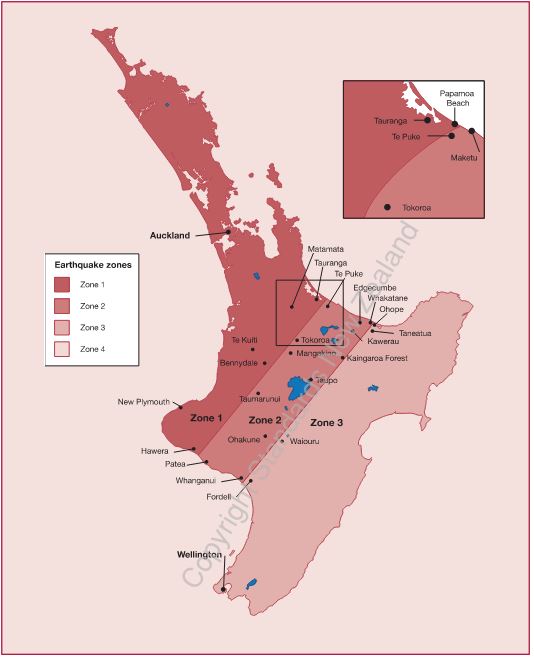 Paparnoa
Beach
Tauranga
Te Puke
Maketu
Tokoroa
Auckland
Matamata
Tauranga
Te Puke
Earthquake zones
Zone 1
Zone 2
Zone 3
Zone 4
Edgecumbe
Whakatane
Ohope
Taneatua
Kawerau
Te Kuiti
Tokoroa
Mangakino
Kaingaroa Forest
Bennydale
Taupo
Taumarunui
New Plymouth
Zone 1
Zone 2
Zone 3
Ohakune
Waiouru
Hawera
Patea
Whanganui
Fordell
Wellington
Copyright Standards New Zealand